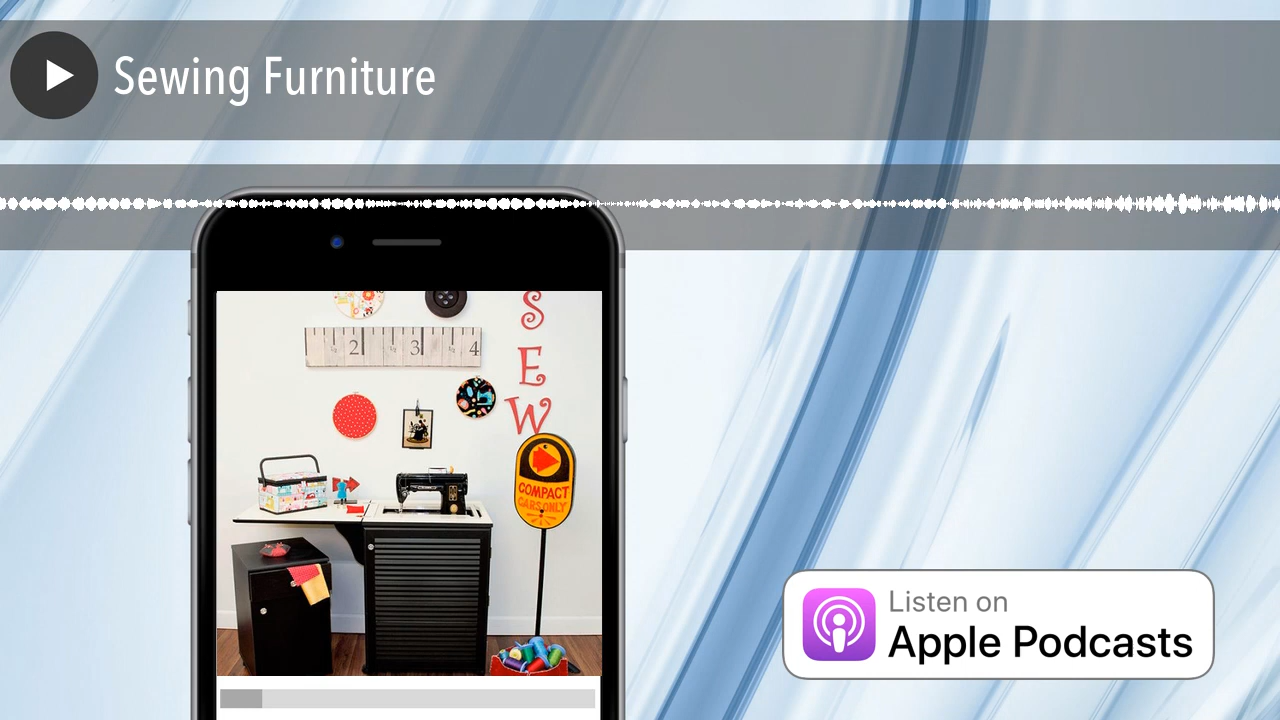 Sewing Furniture
S
E
W
2 3 4
COMPACT
CARS ONLY
Listen on
Apple Podcasts